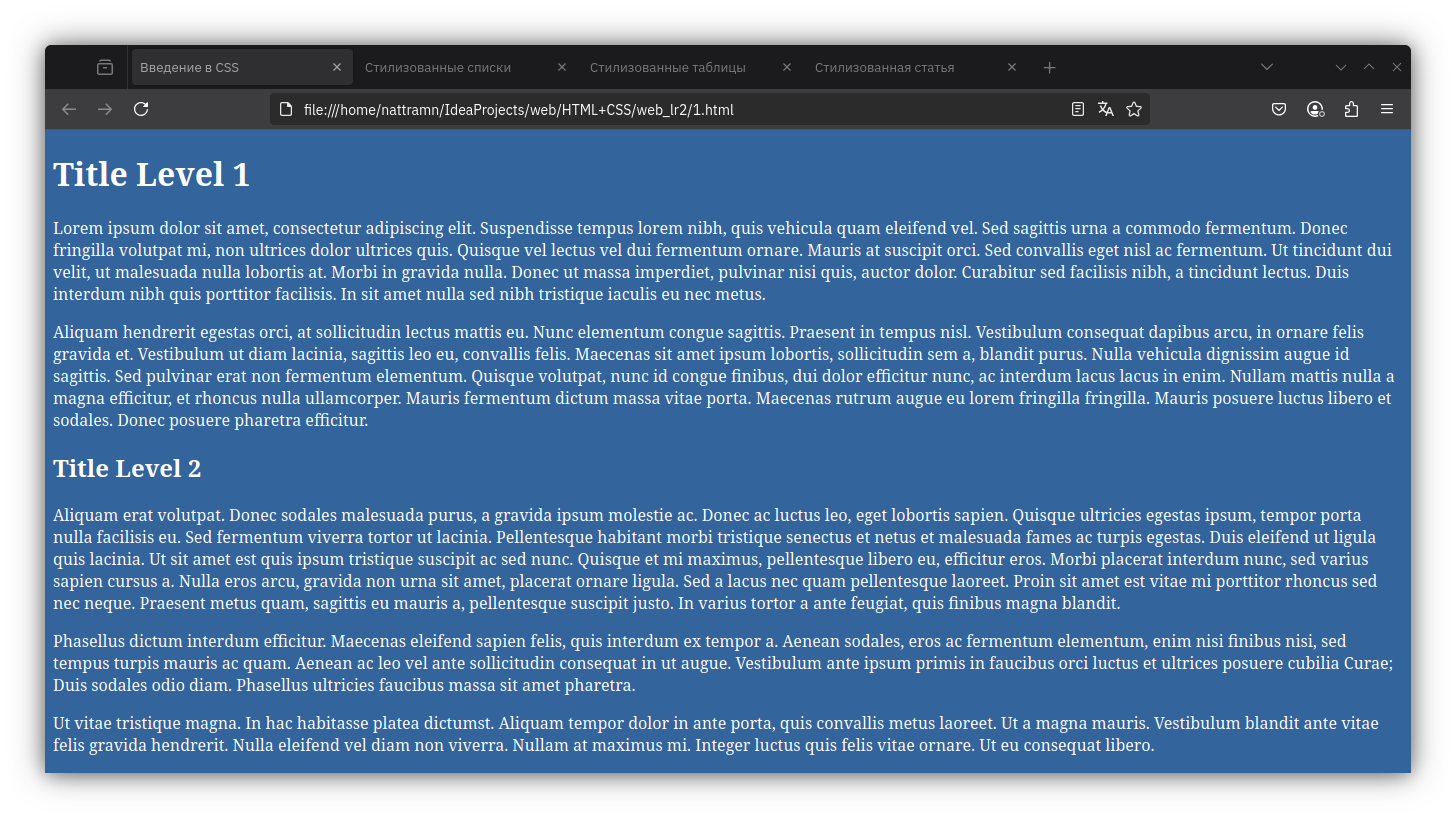 Введение в CSS
Стилизованные списки
Стилизованные таблицы
Стилизованная статья
file:///home/nattramn/IdeaProjects/web/HTML+CSS/web_lr2/1.html
Title Level 1
Lorem ipsum dolor sit amet, consectetur adipiscing elit. Suspendisse tempus lorem nibh, quis vehicula quam eleifend vel. Sed sagittis urna a commodo fermentum. Donec
fringilla volutpat mi, non ultrices dolor ultrices quis. Quisque vel lectus vel dui fermentum ornare. Mauris at suscipit orci. Sed convallis eget nisl ac fermentum. Ut tincidunt dui
velit, ut malesuada nulla lobortis at. Morbi in gravida nulla. Donec ut massa imperdiet, pulvinar nisi quis, auctor dolor. Curabitur sed facilisis nibh, a tincidunt lectus. Duis
interdum nibh quis porttitor facilisis. In sit amet nulla sed nibh tristique iaculis eu nec metus.
Aliquam hendrerit egestas orci, at sollicitudin lectus mattis eu. Nunc elementum congue sagittis. Praesent in tempus nisl. Vestibulum consequat dapibus arcu, in ornare felis
gravida et. Vestibulum ut diam lacinia, sagittis leo eu, convallis felis. Maecenas sit amet ipsum lobortis, sollicitudin sem a, blandit purus. Nulla vehicula dignissim augue id
sagittis. Sed pulvinar erat non fermentum elementum. Quisque volutpat, nunc id congue finibus, dui dolor efficitur nunc, ac interdum lacus lacus in enim. Nullam mattis nulla a
magna efficitur, et rhoncus nulla ullamcorper. Mauris fermentum dictum massa vitae porta. Maecenas rutrum augue eu lorem fringilla fringilla. Mauris posuere luctus libero et
sodales. Donec posuere pharetra efficitur.
Title Level 2
Aliquam erat volutpat. Donec sodales malesuada purus, a gravida ipsum molestie ac. Donec ac luctus leo, eget lobortis sapien. Quisque ultricies egestas ipsum, tempor porta
nulla facilisis eu. Sed fermentum viverra tortor ut lacinia. Pellentesque habitant morbi tristique senectus et netus et malesuada fames ac turpis egestas. Duis eleifend ut ligula
quis lacinia. Ut sit amet est quis ipsum tristique suscipit ac sed nunc. Quisque et mi maximus, pellentesque libero eu, efficitur eros. Morbi placerat interdum nunc, sed varius
sapien cursus a. Nulla eros arcu, gravida non urna sit amet, placerat ornare ligula. Sed a lacus nec quam pellentesque laoreet. Proin sit amet est vitae mi porttitor rhoncus sed
nec neque. Praesent metus quam, sagittis eu mauris a, pellentesque suscipit justo. In varius tortor a ante feugiat, quis finibus magna blandit.
Phasellus dictum interdum efficitur. Maecenas eleifend sapien felis, quis interdum ex tempor a. Aenean sodales, eros ac fermentum elementum, enim nisi finibus nisi, sed
tempus turpis mauris ac quam. Aenean ac leo vel ante sollicitudin consequat in ut augue. Vestibulum ante ipsum primis in faucibus orci luctus et ultrices posuere cubilia Curae;
Duis sodales odio diam. Phasellus ultricies faucibus massa sit amet pharetra.
Ut vitae tristique magna. In hac habitasse platea dictumst. Aliquam tempor dolor in ante porta, quis convallis metus laoreet. Ut a magna mauris. Vestibulum blandit ante vitae
felis gravida hendrerit. Nulla eleifend vel diam non viverra. Nullam at maximus mi. Integer luctus quis felis vitae ornare. Ut eu consequat libero.